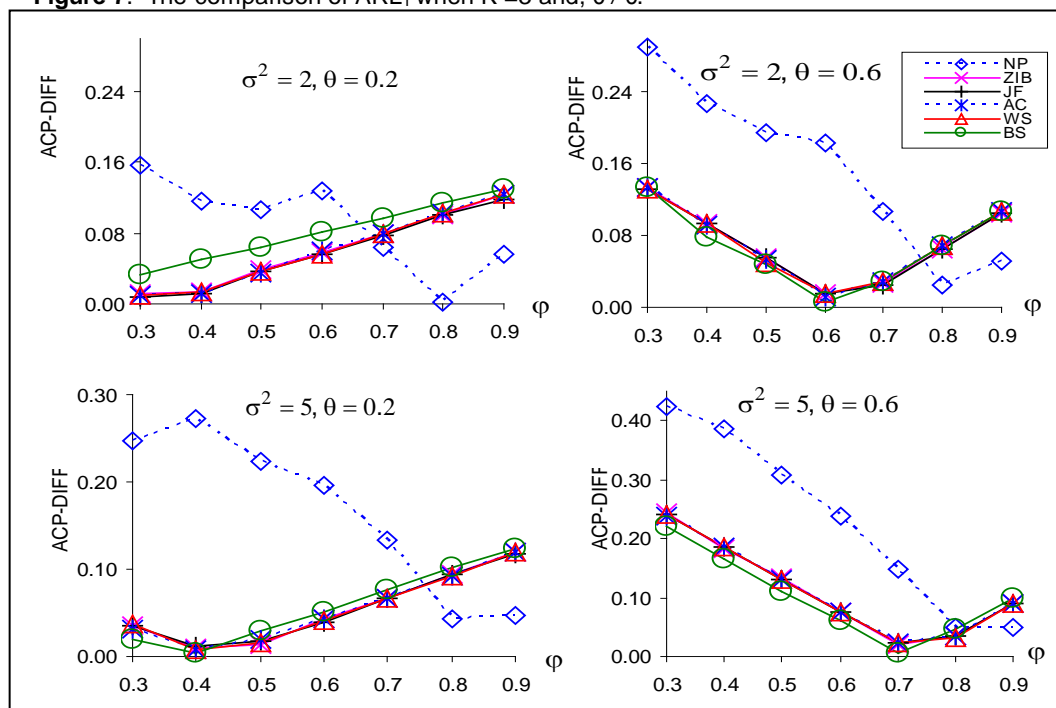 Figure 7. The comparison of ARL₁ when K =3 and,
σ² = 2, θ = 0.2
ACP-DIFF
0.24
0.16
0.08
0.00
0.3 0.4 0.5 0.6 0.7 0.8 0.9 φ
σ² = 2, θ = 0.6
NP
ZIB
JF
AC
WS
BS
ACP-DIFF
0.24
0.16
0.08
0.00
0.3 0.4 0.5 0.6 0.7 0.8 0.9 φ
σ² = 5, θ = 0.2
ACP-DIFF
0.30
0.20
0.10
0.00
0.3 0.4 0.5 0.6 0.7 0.8 0.9 φ
σ² = 5, θ = 0.6
ACP-DIFF
0.40
0.30
0.20
0.10
0.00
0.3 0.4 0.5 0.6 0.7 0.8 0.9 φ